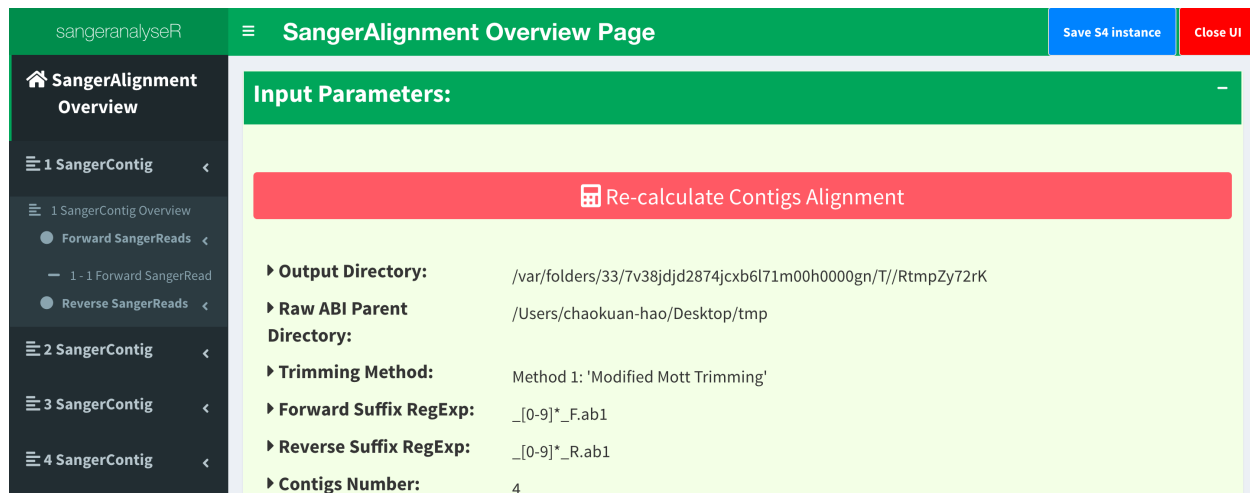 sangeranalyseR
SangerAlignment Overview Page
Save S4 instance
Close UI
SangerAlignment
Overview
1 SangerContig
1 SangerContig Overview
Forward SangerReads
1 - 1 Forward SangerRead
Reverse SangerReads
2 SangerContig
3 SangerContig
4 SangerContig
Input Parameters:
Re-calculate Contigs Alignment
Output Directory: /var/folders/33/7v38jdjd2874jcxb6l71m00h0000gn/T//RtmpZy72rK
Raw ABI Parent
Directory: /Users/chaokuan-hao/Desktop/tmp
Trimming Method: Method 1: 'Modified Mott Trimming'
Forward Suffix RegExp: _[0-9]*_F.ab1
Reverse Suffix RegExp: _[0-9]*_R.ab1
Contigs Number: 4